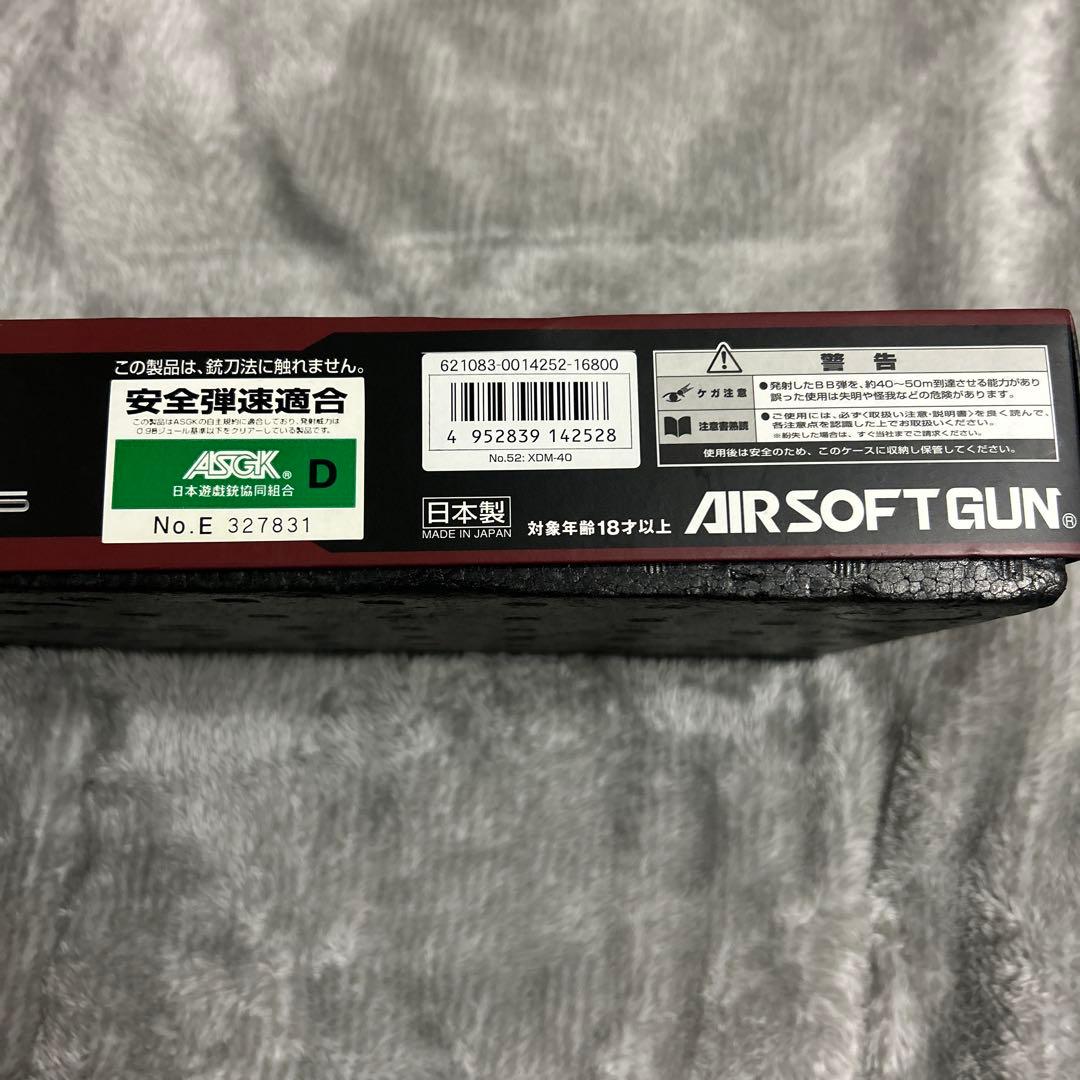 この製品は、銃刀法に触れません。
安全弾速適合
この製品はASGKの自主規約に適合しており、発射威力は
0.98ジュール基準以下をクリアーしている製品です。
ASGK® D
日本遊戯銃協同組合
No.E 327831
621083-0014252-16800
4 952839 142528
No.52: XDM-40
日本製
MADE IN JAPAN
対象年齢18才以上
警告
ケガ注意
●発射したBB弾を、約40〜50m到達させる能力があり
誤った使用は失明や怪我などの危険があります。
注意書熟読
●ご使用には、必ず〈取扱い注意・説明書〉を良く読んで、
各注意点を認識した上でお取扱いください。
※紛失した場合は、すぐ当社までご請求ください。
使用後は安全のため、このケースに収納し保管してください。
AIRSOFT GUN®